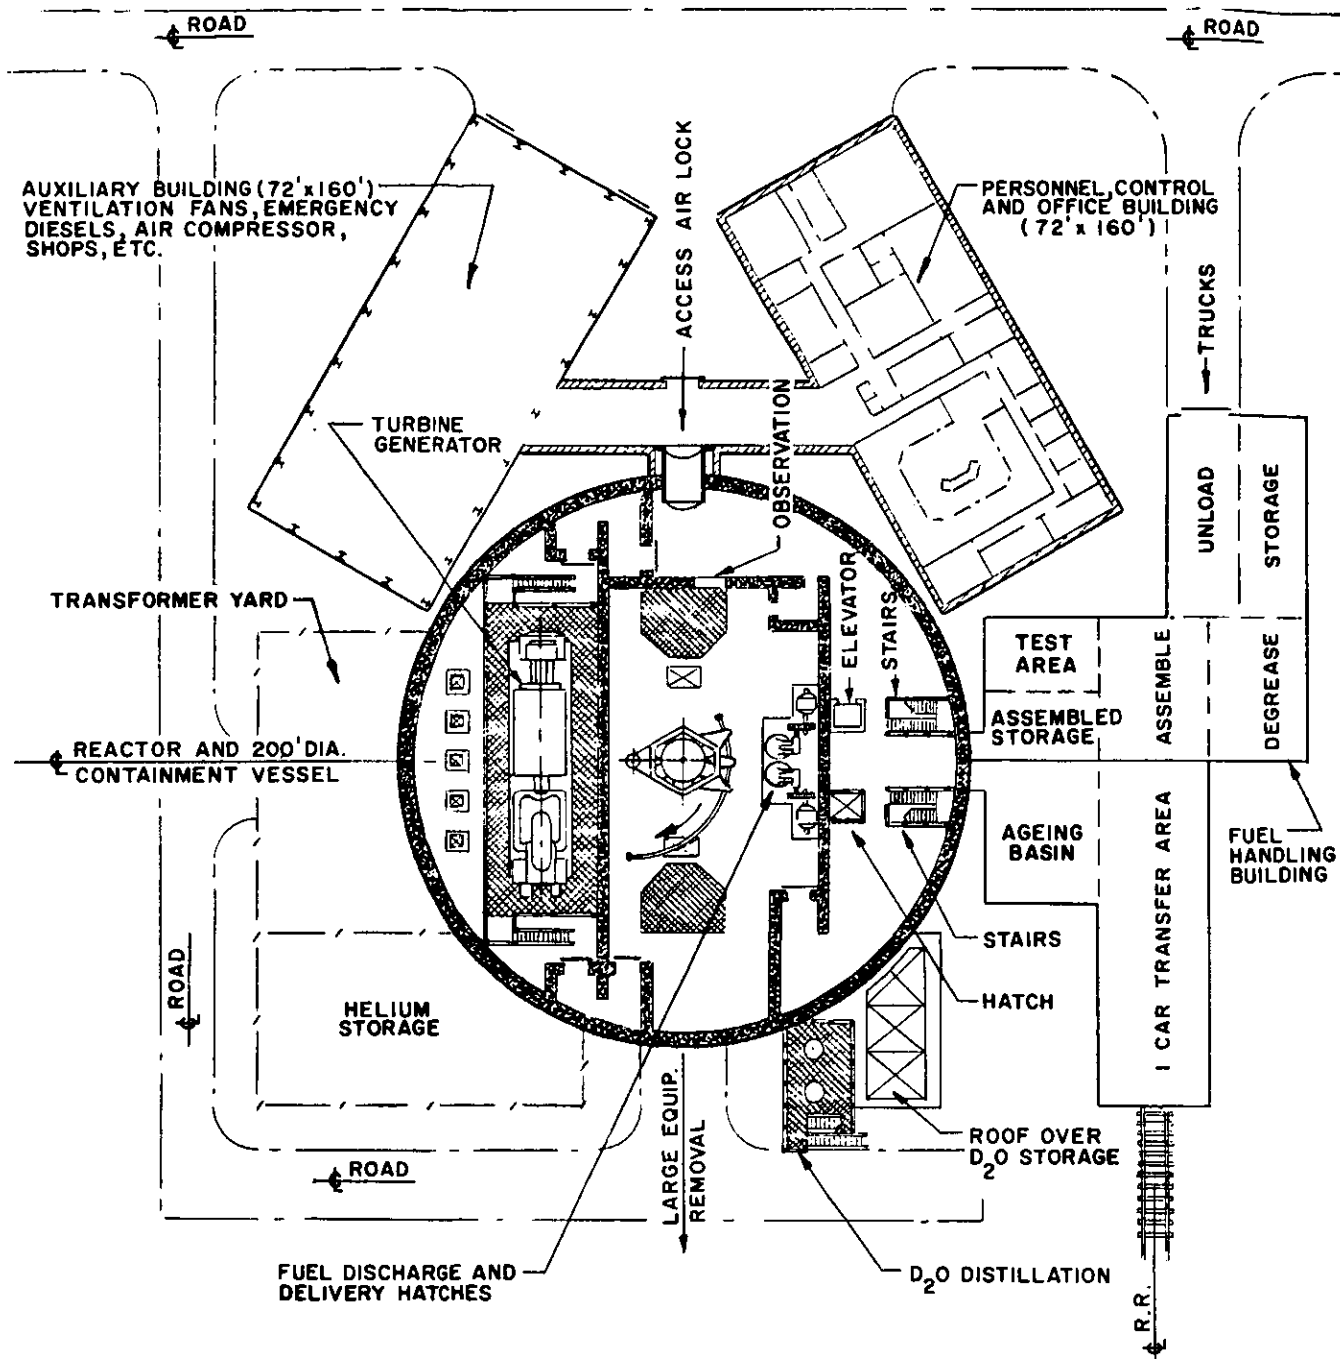 ROAD
ROAD
AUXILIARY BUILDING (72'x160')
VENTILATION FANS, EMERGENCY
DIESELS, AIR COMPRESSOR,
SHOPS, ETC.
ACCESS AIR LOCK
PERSONNEL, CONTROL
AND OFFICE BUILDING
(72'x 160')
TRUCKS
TURBINE
GENERATOR
OBSERVATION
UNLOAD
STORAGE
TRANSFORMER YARD
ELEVATOR
STAIRS
TEST
AREA
ASSEMBLE
DEGREASE
ASSEMBLED
STORAGE
REACTOR AND 200' DIA.
CONTAINMENT VESSEL
AGEING
BASIN
FUEL
HANDLING
BUILDING
1 CAR TRANSFER AREA
STAIRS
HATCH
ROAD
HELIUM
STORAGE
LARGE EQUIP.
REMOVAL
ROOF OVER
D2O STORAGE
ROAD
FUEL DISCHARGE AND
DELIVERY HATCHES
D2O DISTILLATION
R.R.